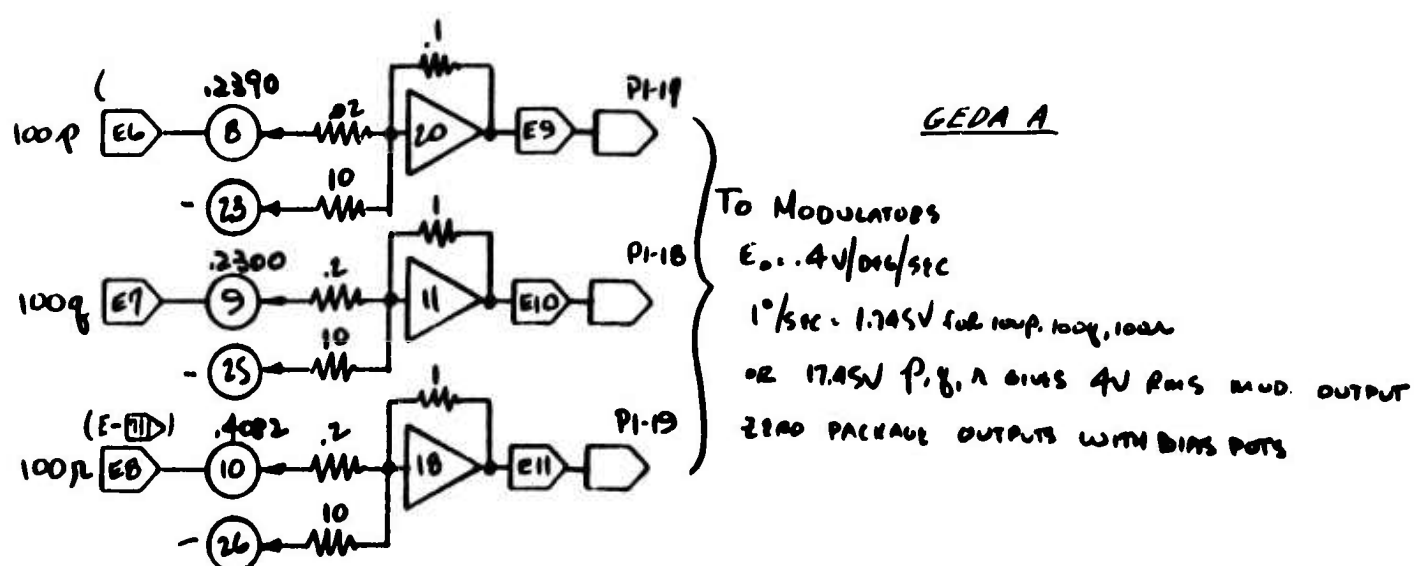 GEDA A
.1
.2390
.02
100p E6 8 20 E9 P1-19
10
- 23
1
.2300
.2
100q E7 9 11 E10 P1-18
10
- 25
1
(E-
.4082
.2
100r E8 10 18 E11 P1-19
10
- 26
TO MODULATORS
E₀ = .4V/DEG/SEC
1°/SEC = 1.745V FOR 100p, 100q, 100r
OR 17.45V p, q, r GIVES 4V RMS MOD. OUTPUT
ZERO PACKAGE OUTPUTS WITH BIAS POTS